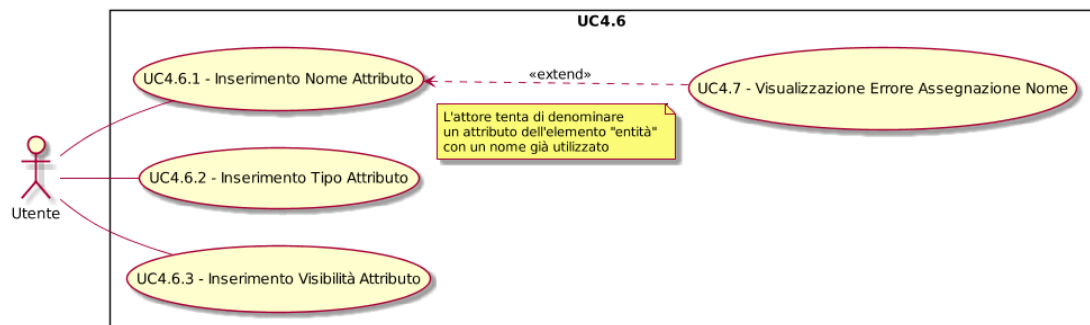 UC4.6
UC4.6.1 - Inserimento Nome Attributo
«extend»
UC4.7 - Visualizzazione Errore Assegnazione Nome
L'attore tenta di denominare
un attributo dell'elemento "entità"
con un nome già utilizzato
UC4.6.2 - Inserimento Tipo Attributo
Utente
UC4.6.3 - Inserimento Visibilità Attributo